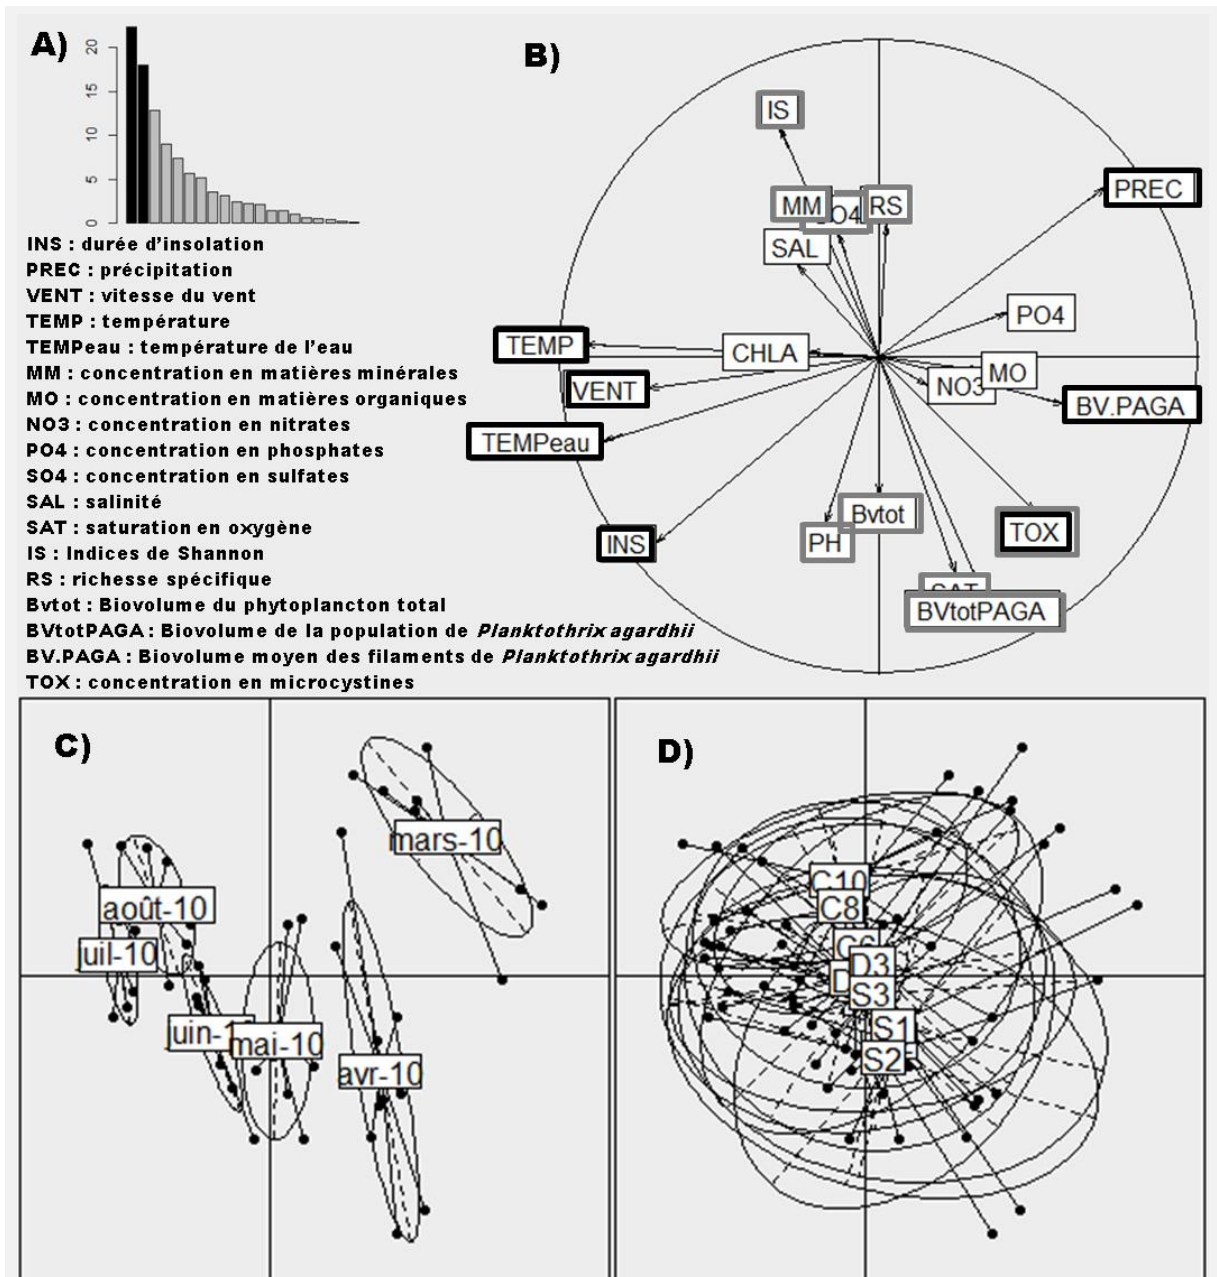 A)
20
15
10
5
0
INS : durée d'insolation
PREC : précipitation
VENT : vitesse du vent
TEMP : température
TEMPeau : température de l'eau
MM : concentration en matières minérales
MO : concentration en matières organiques
NO3 : concentration en nitrates
PO4 : concentration en phosphates
SO4 : concentration en sulfates
SAL : salinité
SAT : saturation en oxygène
IS : Indices de Shannon
RS : richesse spécifique
Bvtot : Biovolume du phytoplancton total
BVtotPAGA : Biovolume de la population de Planktothrix agardhii
BV.PAGA : Biovolume moyen des filaments de Planktothrix agardhii
TOX : concentration en microcystines
B)
IS
PREC
MM
O4
RS
SAL
PO4
TEMP
CHLA
MO
NO3
VENT
BV.PAGA
TEMPeau
Bvtot
TOX
INS
PH
SAT
BVtotPAGA
C)
mars-10
août-10
juil-10
juin-1
mai-10
avr-10
D)
C10
C8
C6
D3
D
S3
S1
S2